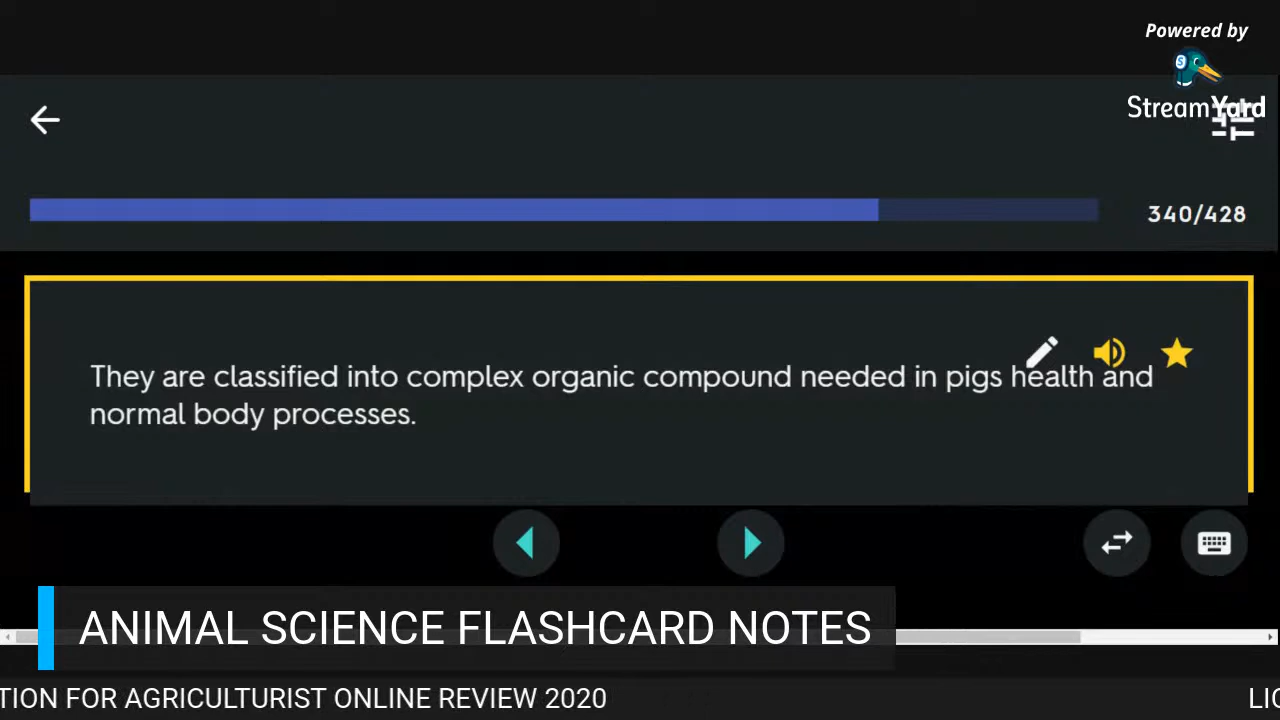 Powered by
StreamYard
340/428
They are classified into complex organic compound needed in pigs health and
normal body processes.
ANIMAL SCIENCE FLASHCARD NOTES
TION FOR AGRICULTURIST ONLINE REVIEW 2020
LIC